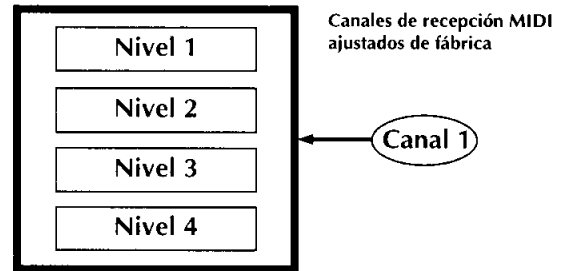 Canales de recepción MIDI
ajustados de fábrica
Nivel 1
Nivel 2
Nivel 3
Nivel 4
Canal 1